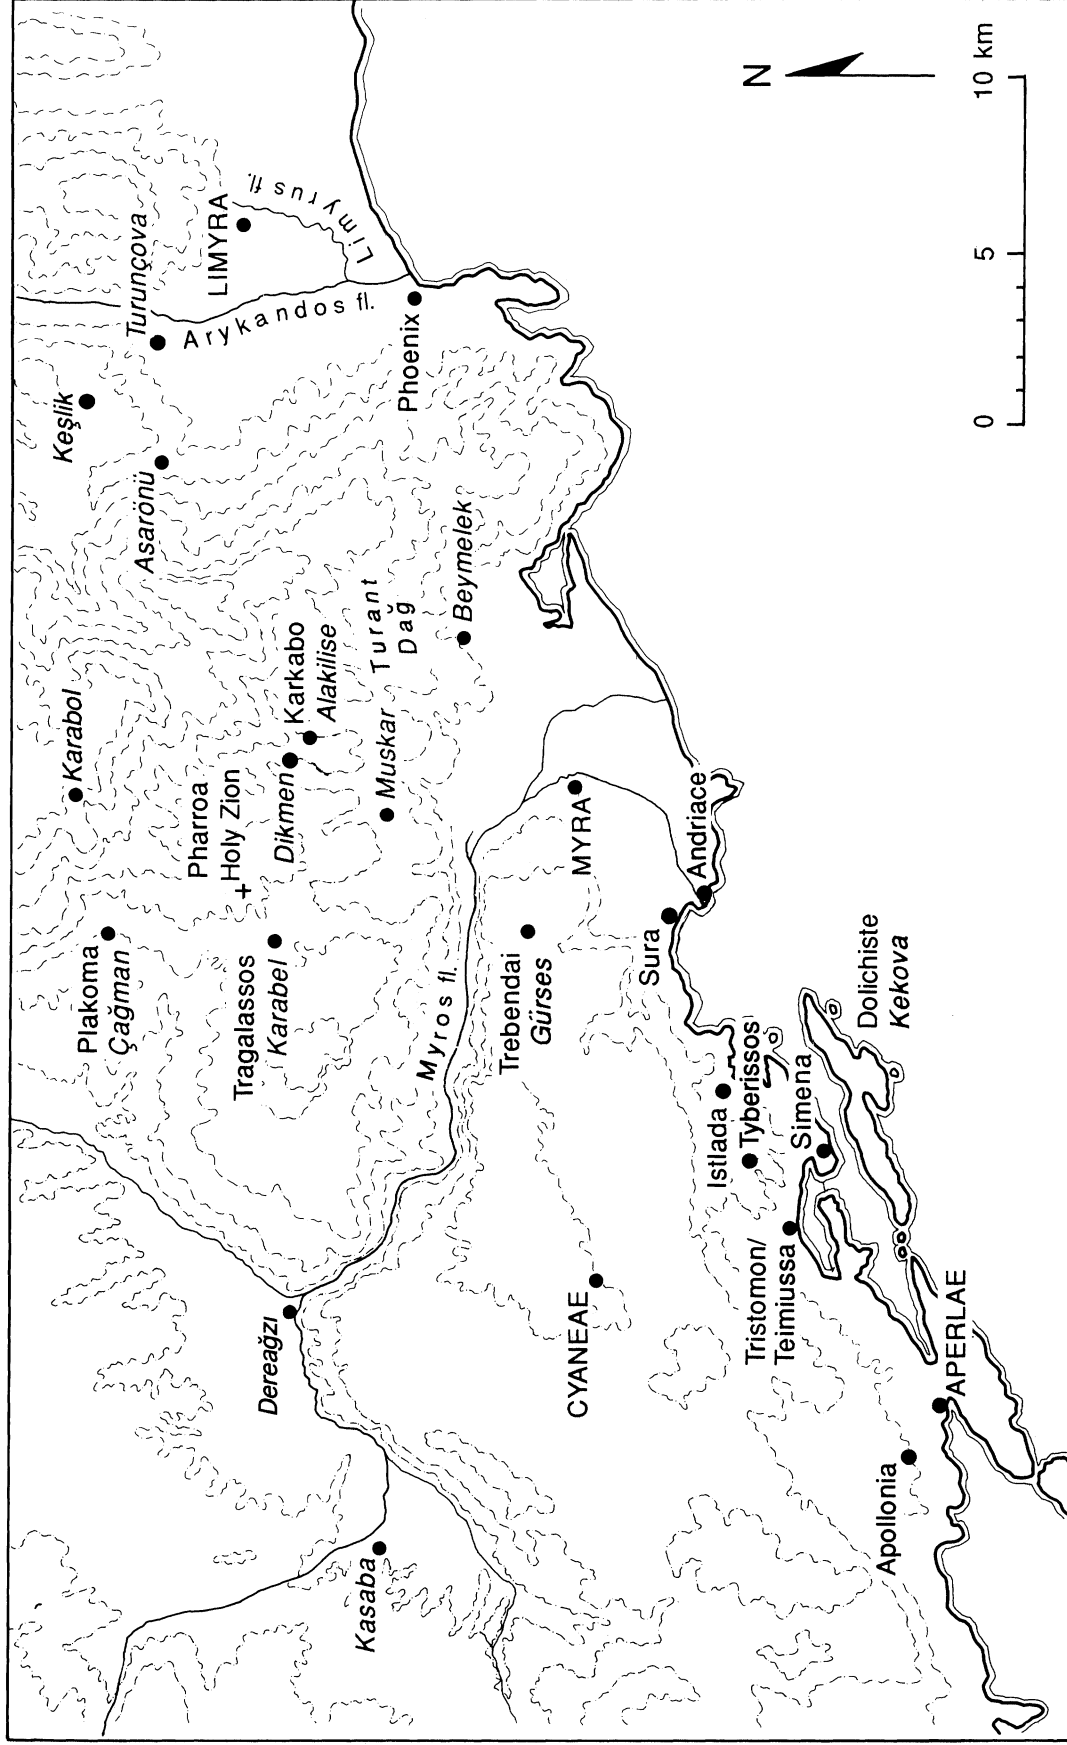 Kasaba
Dereağzı
Plakoma
Çağman
Tragalassos
Karabel
Pharroa
Holy Zion
Karabol
Dikmen
Karkabo
Alakilise
Muskar
Turant
Dağ
Beymelek
Asarönü
Keşlik
Turunçova
LIMYRA
Limyrus fl.
Arykandos fl.
Phoenix
Myros fl.
Trebendai
Gürses
MYRA
CYANEAE
Sura
Andriace
Istlada
Tyberissos
Simena
Tristomon/
Teimiussa
Dolichiste
Kekova
Apollonia
APERLAE
N
0
5
10 km